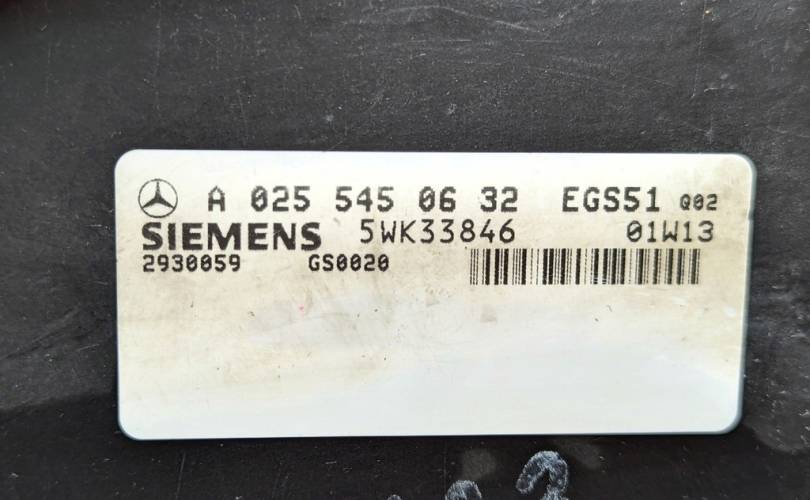 A 025 545 06 32 EGS51 Q02
SIEMENS 5WK33846 01W13
2930059 GS0020